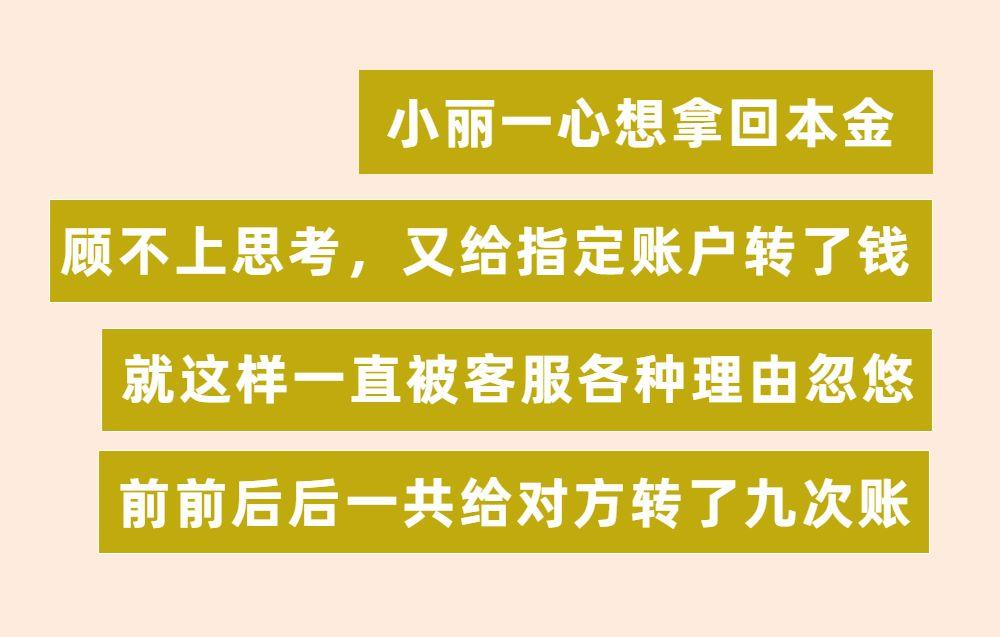 小丽一心想拿回本金
顾不上思考，又给指定账户转了钱
就这样一直被客服各种理由忽悠
前前后后一共给对方转了九次账